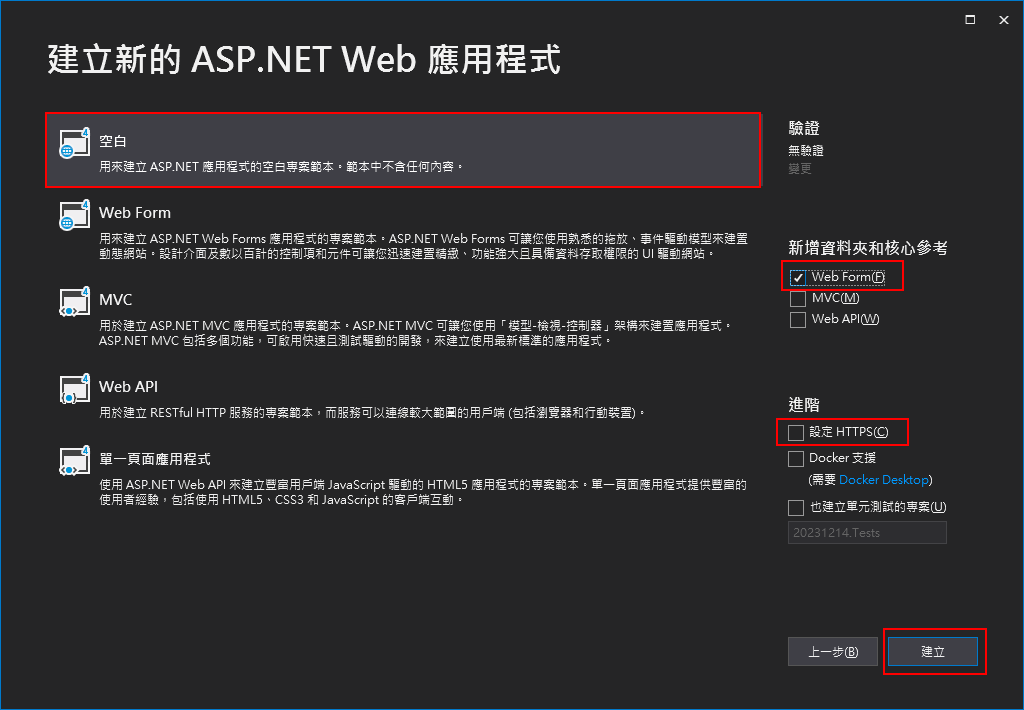 建立新的 ASP.NET Web 應用程式
空白
用來建立 ASP.NET 應用程式的空白專案範本。範本中不含任何內容。
Web Form
用來建立 ASP.NET Web Forms 應用程式的專案範本。ASP.NET Web Forms 可讓您使用熟悉的拖放、事件驅動模型來建置
動態網站。設計介面及數以百計的控制項和元件可讓您迅速建置精緻、功能強大且具備資料存取權限的 UI 驅動網站。
MVC
用於建立 ASP.NET MVC 應用程式的專案範本。ASP.NET MVC 可讓您使用「模型-檢視-控制器」架構來建置應用程式。
ASP.NET MVC 包括多個功能，可啟用快速且測試驅動的開發，來建立使用最新標準的應用程式。
Web API
用於建立 RESTful HTTP 服務的專案範本，而服務可以連線較大範圍的用戶端 (包括瀏覽器和行動裝置)。
單一頁面應用程式
使用 ASP.NET Web API 來建立豐富用戶端 JavaScript 驅動的 HTML5 應用程式的專案範本。單一頁面應用程式提供豐富的
使用者經驗，包括使用 HTML5、CSS3 和 JavaScript 的客戶端互動。
驗證
無驗證
變更
新增資料夾和核心參考
Web Form(F)
MVC(M)
Web API(W)
進階
設定 HTTPS(C)
Docker 支援
(需要 Docker Desktop)
也建立單元測試的專案(U)
20231214.Tests
上一步(B)
建立